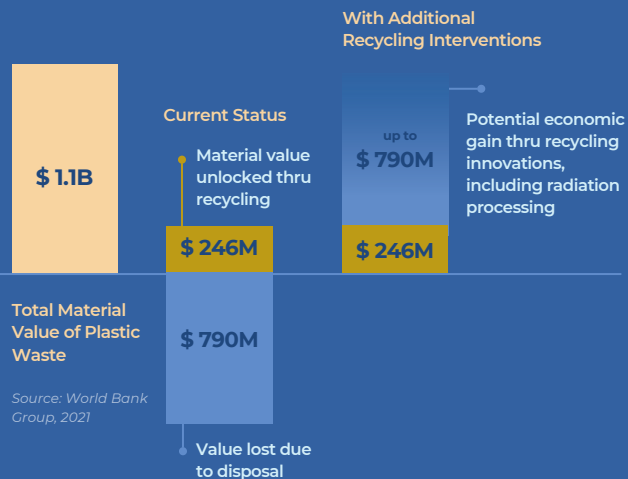 With Additional
Recycling Interventions
$ 1.1B
Total Material
Value of Plastic
Waste
Source: World Bank
Group, 2021
Current Status
Material value
unlocked thru
recycling
$ 246M
$ 790M
Value lost due
to disposal
up to
$ 790M
$ 246M
Potential economic
gain thru recycling
innovations,
including radiation
processing